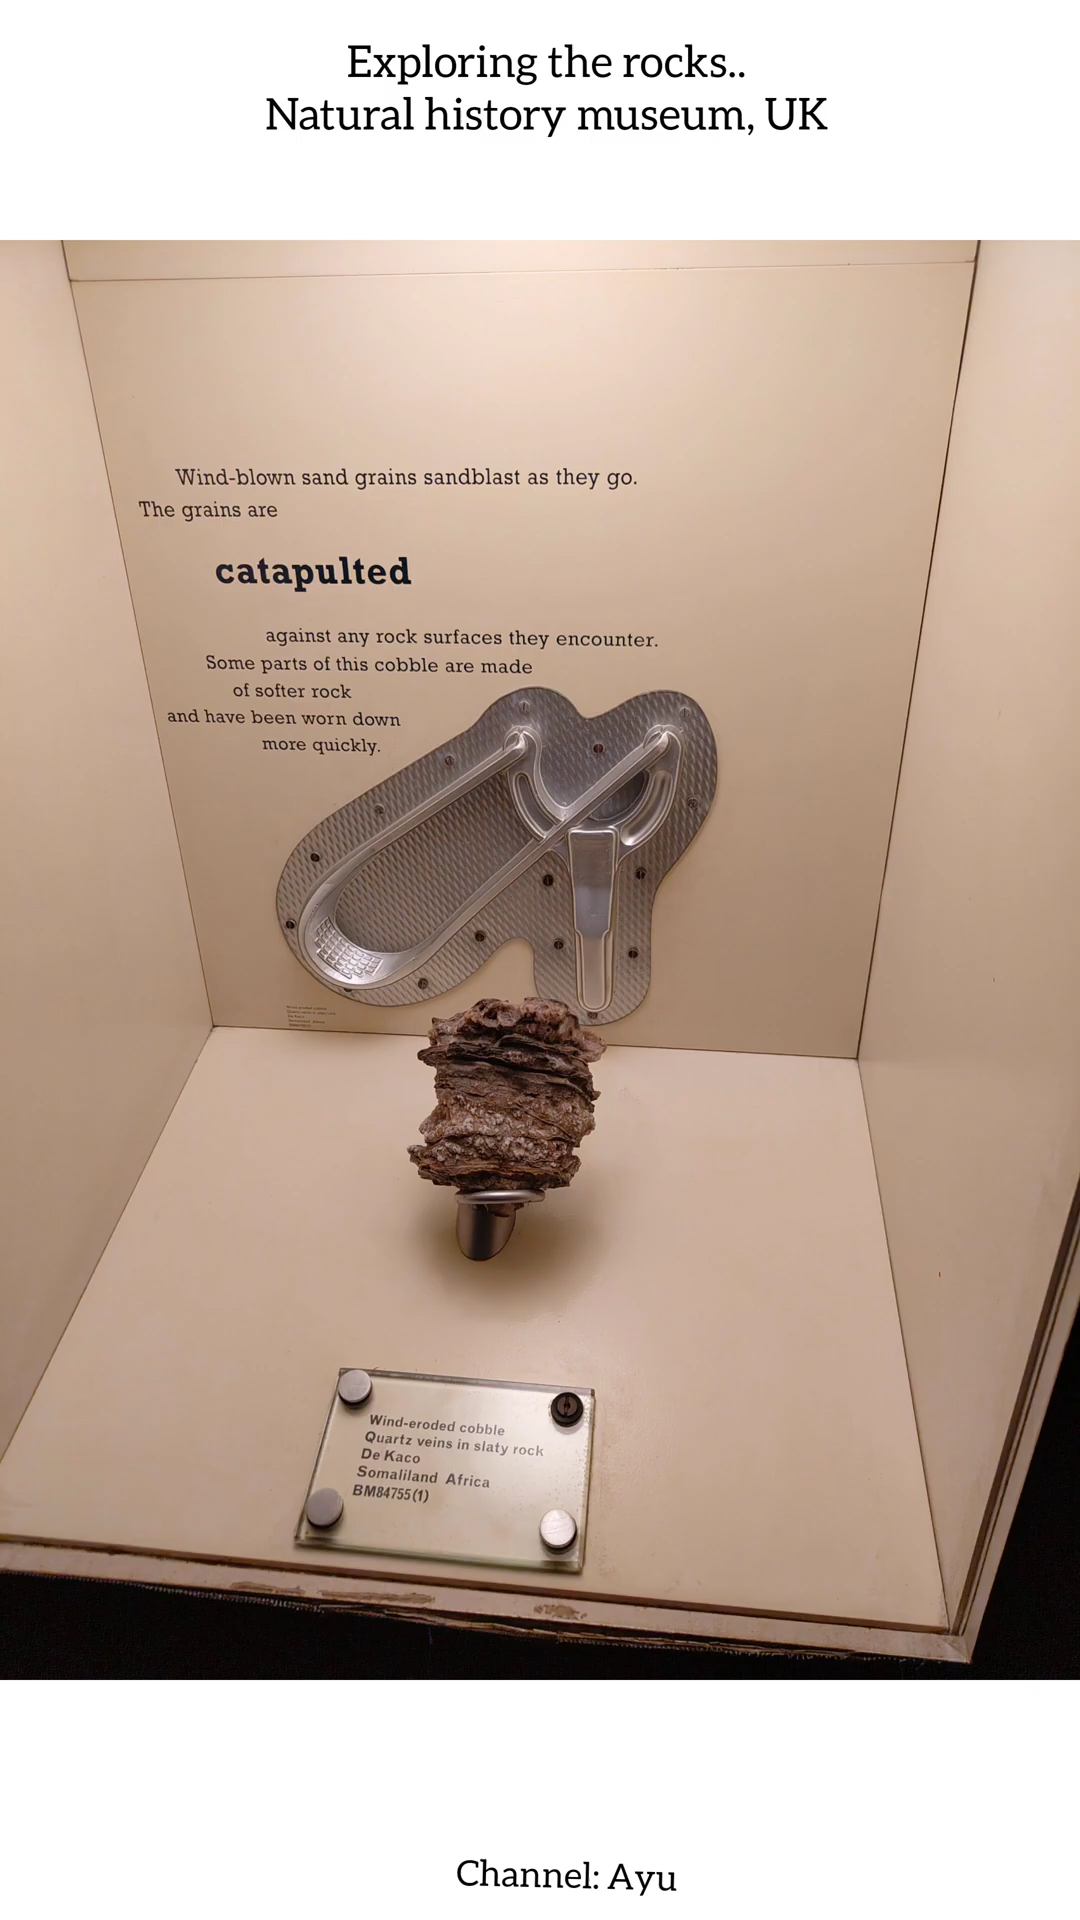 Exploring the rocks..
Natural history museum, UK
Wind-blown sand grains sandblast as they go.
The grains are
catapulted
against any rock surfaces they encounter.
Some parts of this cobble are made
of softer rock
and have been worn down
more quickly.
Wind-eroded cobble
Quartz veins in slaty rock
De Kaco
Somaliland Africa
BM84755(1)
Channel: Ayu